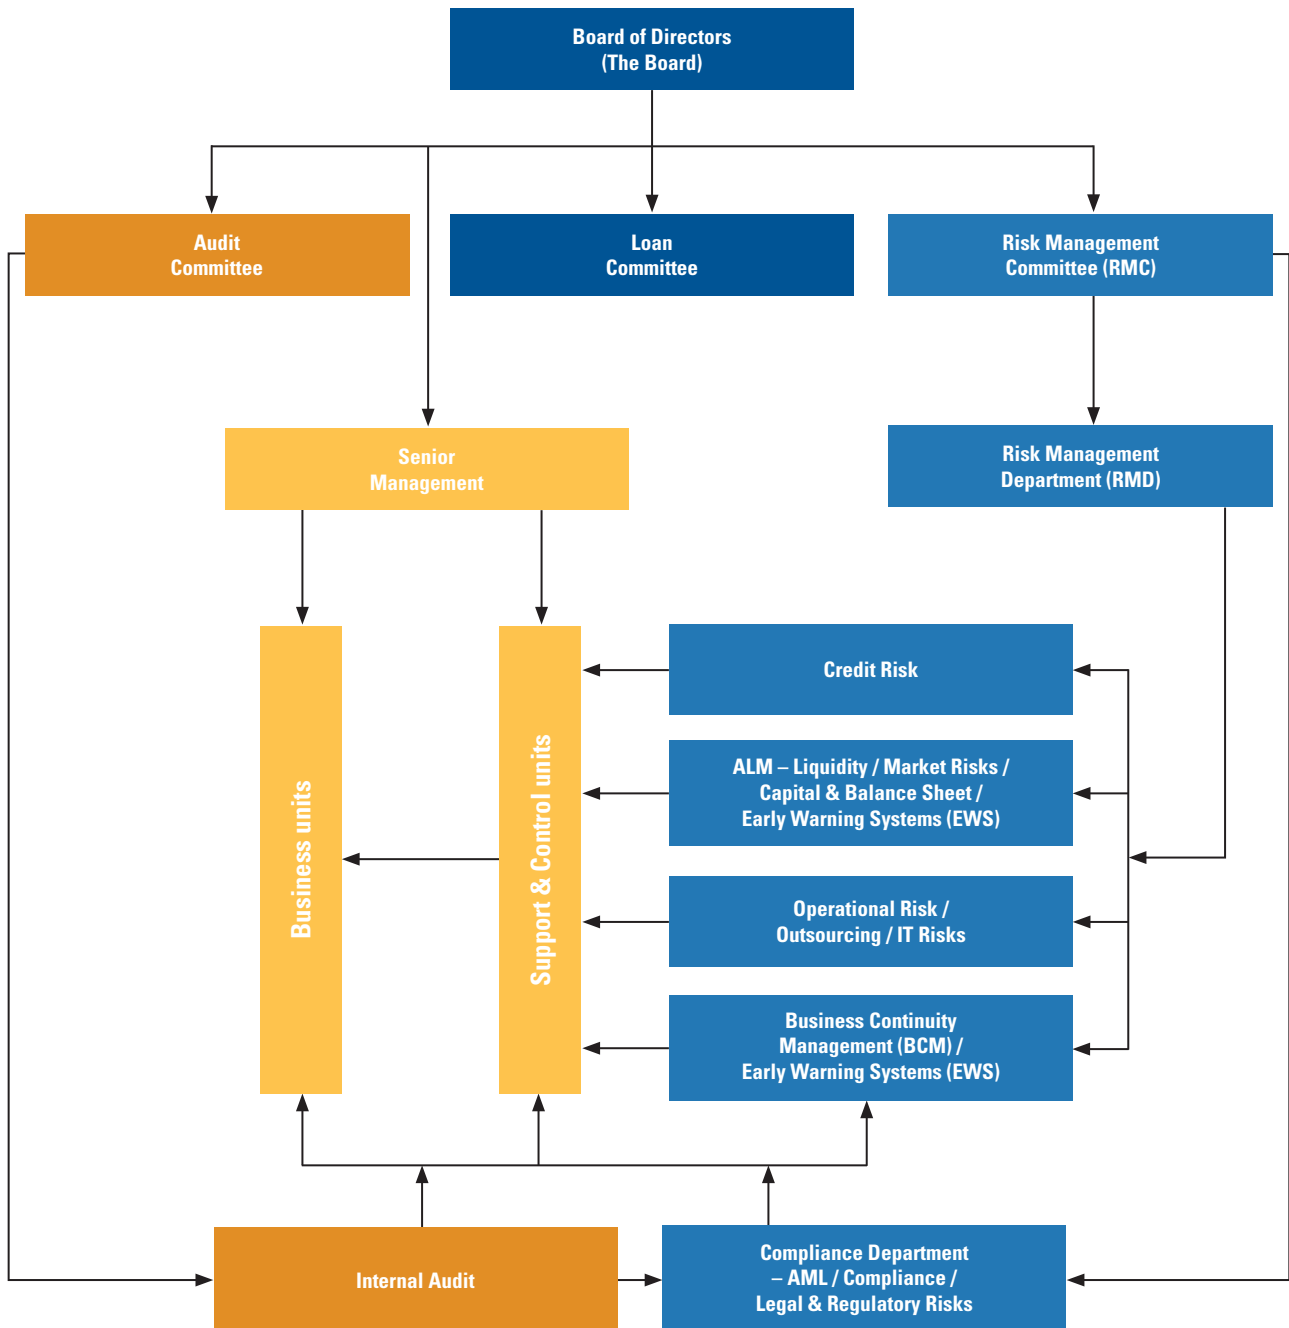 Board of Directors
(The Board)
Audit
Committee
Loan
Committee
Risk Management
Committee (RMC)
Senior
Management
Risk Management
Department (RMD)
Business units
Support & Control units
Credit Risk
ALM – Liquidity / Market Risks /
Capital & Balance Sheet /
Early Warning Systems (EWS)
Operational Risk /
Outsourcing / IT Risks
Business Continuity
Management (BCM) /
Early Warning Systems (EWS)
Internal Audit
Compliance Department
– AML / Compliance /
Legal & Regulatory Risks